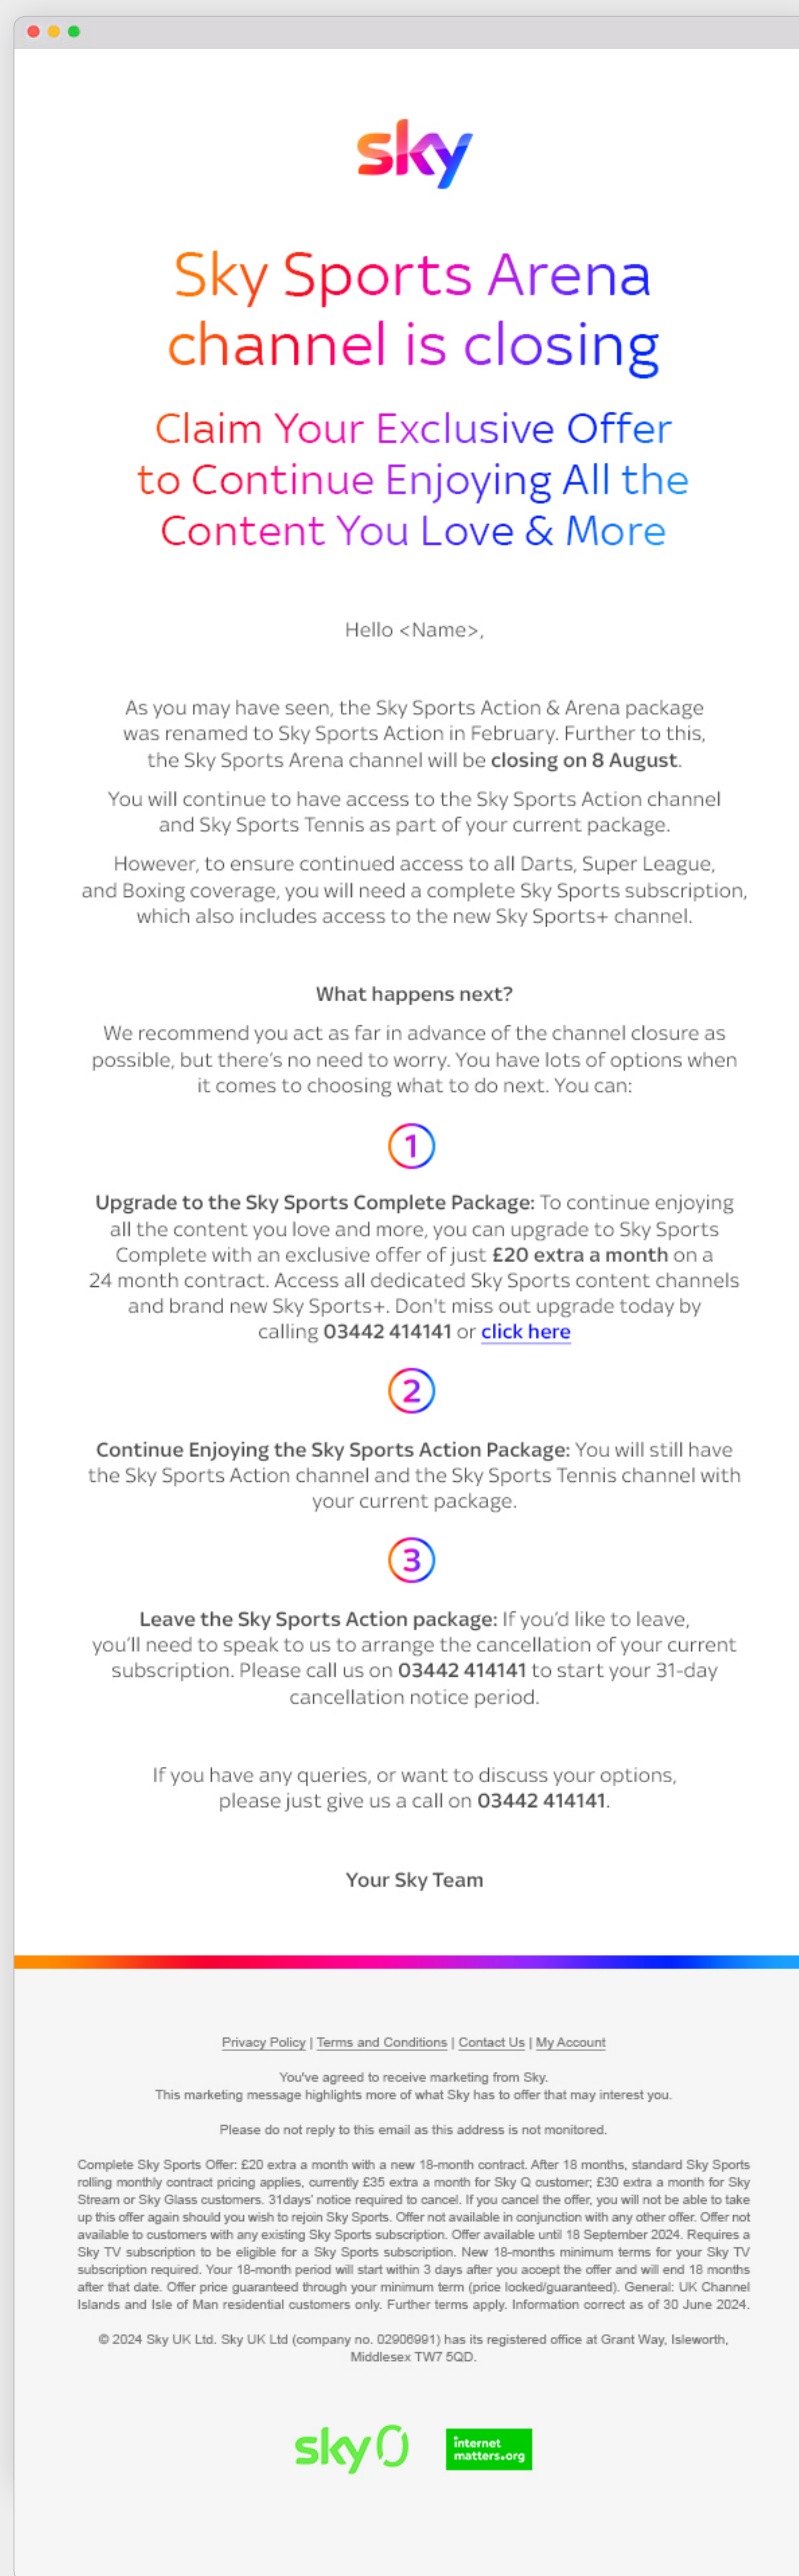 sky
Sky Sports Arena
channel is closing
Claim Your Exclusive Offer
to Continue Enjoying All the
Content You Love & More
Hello <Name>,
As you may have seen, the Sky Sports Action & Arena package
was renamed to Sky Sports Action in February. Further to this,
the Sky Sports Arena channel will be closing on 8 August.
You will continue to have access to the Sky Sports Action channel
and Sky Sports Tennis as part of your current package.
However, to ensure continued access to all Darts, Super League,
and Boxing coverage, you will need a complete Sky Sports subscription,
which also includes access to the new Sky Sports+ channel.
What happens next?
We recommend you act as far in advance of the channel closure as
possible, but there's no need to worry. You have lots of options when
it comes to choosing what to do next. You can:
1
Upgrade to the Sky Sports Complete Package: To continue enjoying
all the content you love and more, you can upgrade to Sky Sports
Complete with an exclusive offer of just £20 extra a month on a
24 month contract. Access all dedicated Sky Sports content channels
and brand new Sky Sports+. Don't miss out upgrade today by
calling 03442 414141 or click here
2
Continue Enjoying the Sky Sports Action Package: You will still have
the Sky Sports Action channel and the Sky Sports Tennis channel with
your current package.
3
Leave the Sky Sports Action package: If you'd like to leave,
you'll need to speak to us to arrange the cancellation of your current
subscription. Please call us on 03442 414141 to start your 31-day
cancellation notice period.
If you have any queries, or want to discuss your options,
please just give us a call on 03442 414141.
Your Sky Team
Privacy Policy | Terms and Conditions | Contact Us | My Account
You've agreed to receive marketing from Sky.
This marketing message highlights more of what Sky has to offer that may interest you.
Please do not reply to this email as this address is not monitored.
Complete Sky Sports Offer: £20 extra a month with a new 18-month contract. After 18 months, standard Sky Sports
rolling monthly contract pricing applies, currently £35 extra a month for Sky Q customer; £30 extra a month for Sky
Stream or Sky Glass customers. 31days' notice required to cancel. If you cancel the offer, you will not be able to take
up this offer again should you wish to rejoin Sky Sports. Offer not available in conjunction with any other offer. Offer not
available to customers with any existing Sky Sports subscription. Offer available until 18 September 2024. Requires a
Sky TV subscription to be eligible for a Sky Sports subscription. New 18-months minimum terms for your Sky TV
subscription required. Your 18-month period will start within 3 days after you accept the offer and will end 18 months
after that date. Offer price guaranteed through your minimum term (price locked/guaranteed). General: UK Channel
Islands and Isle of Man residential customers only. Further terms apply. Information correct as of 30 June 2024.
© 2024 Sky UK Ltd. Sky UK Ltd (company no. 02906991) has its registered office at Grant Way, Isleworth,
Middlesex TW7 5QD.
sky 0
internet
matters.org